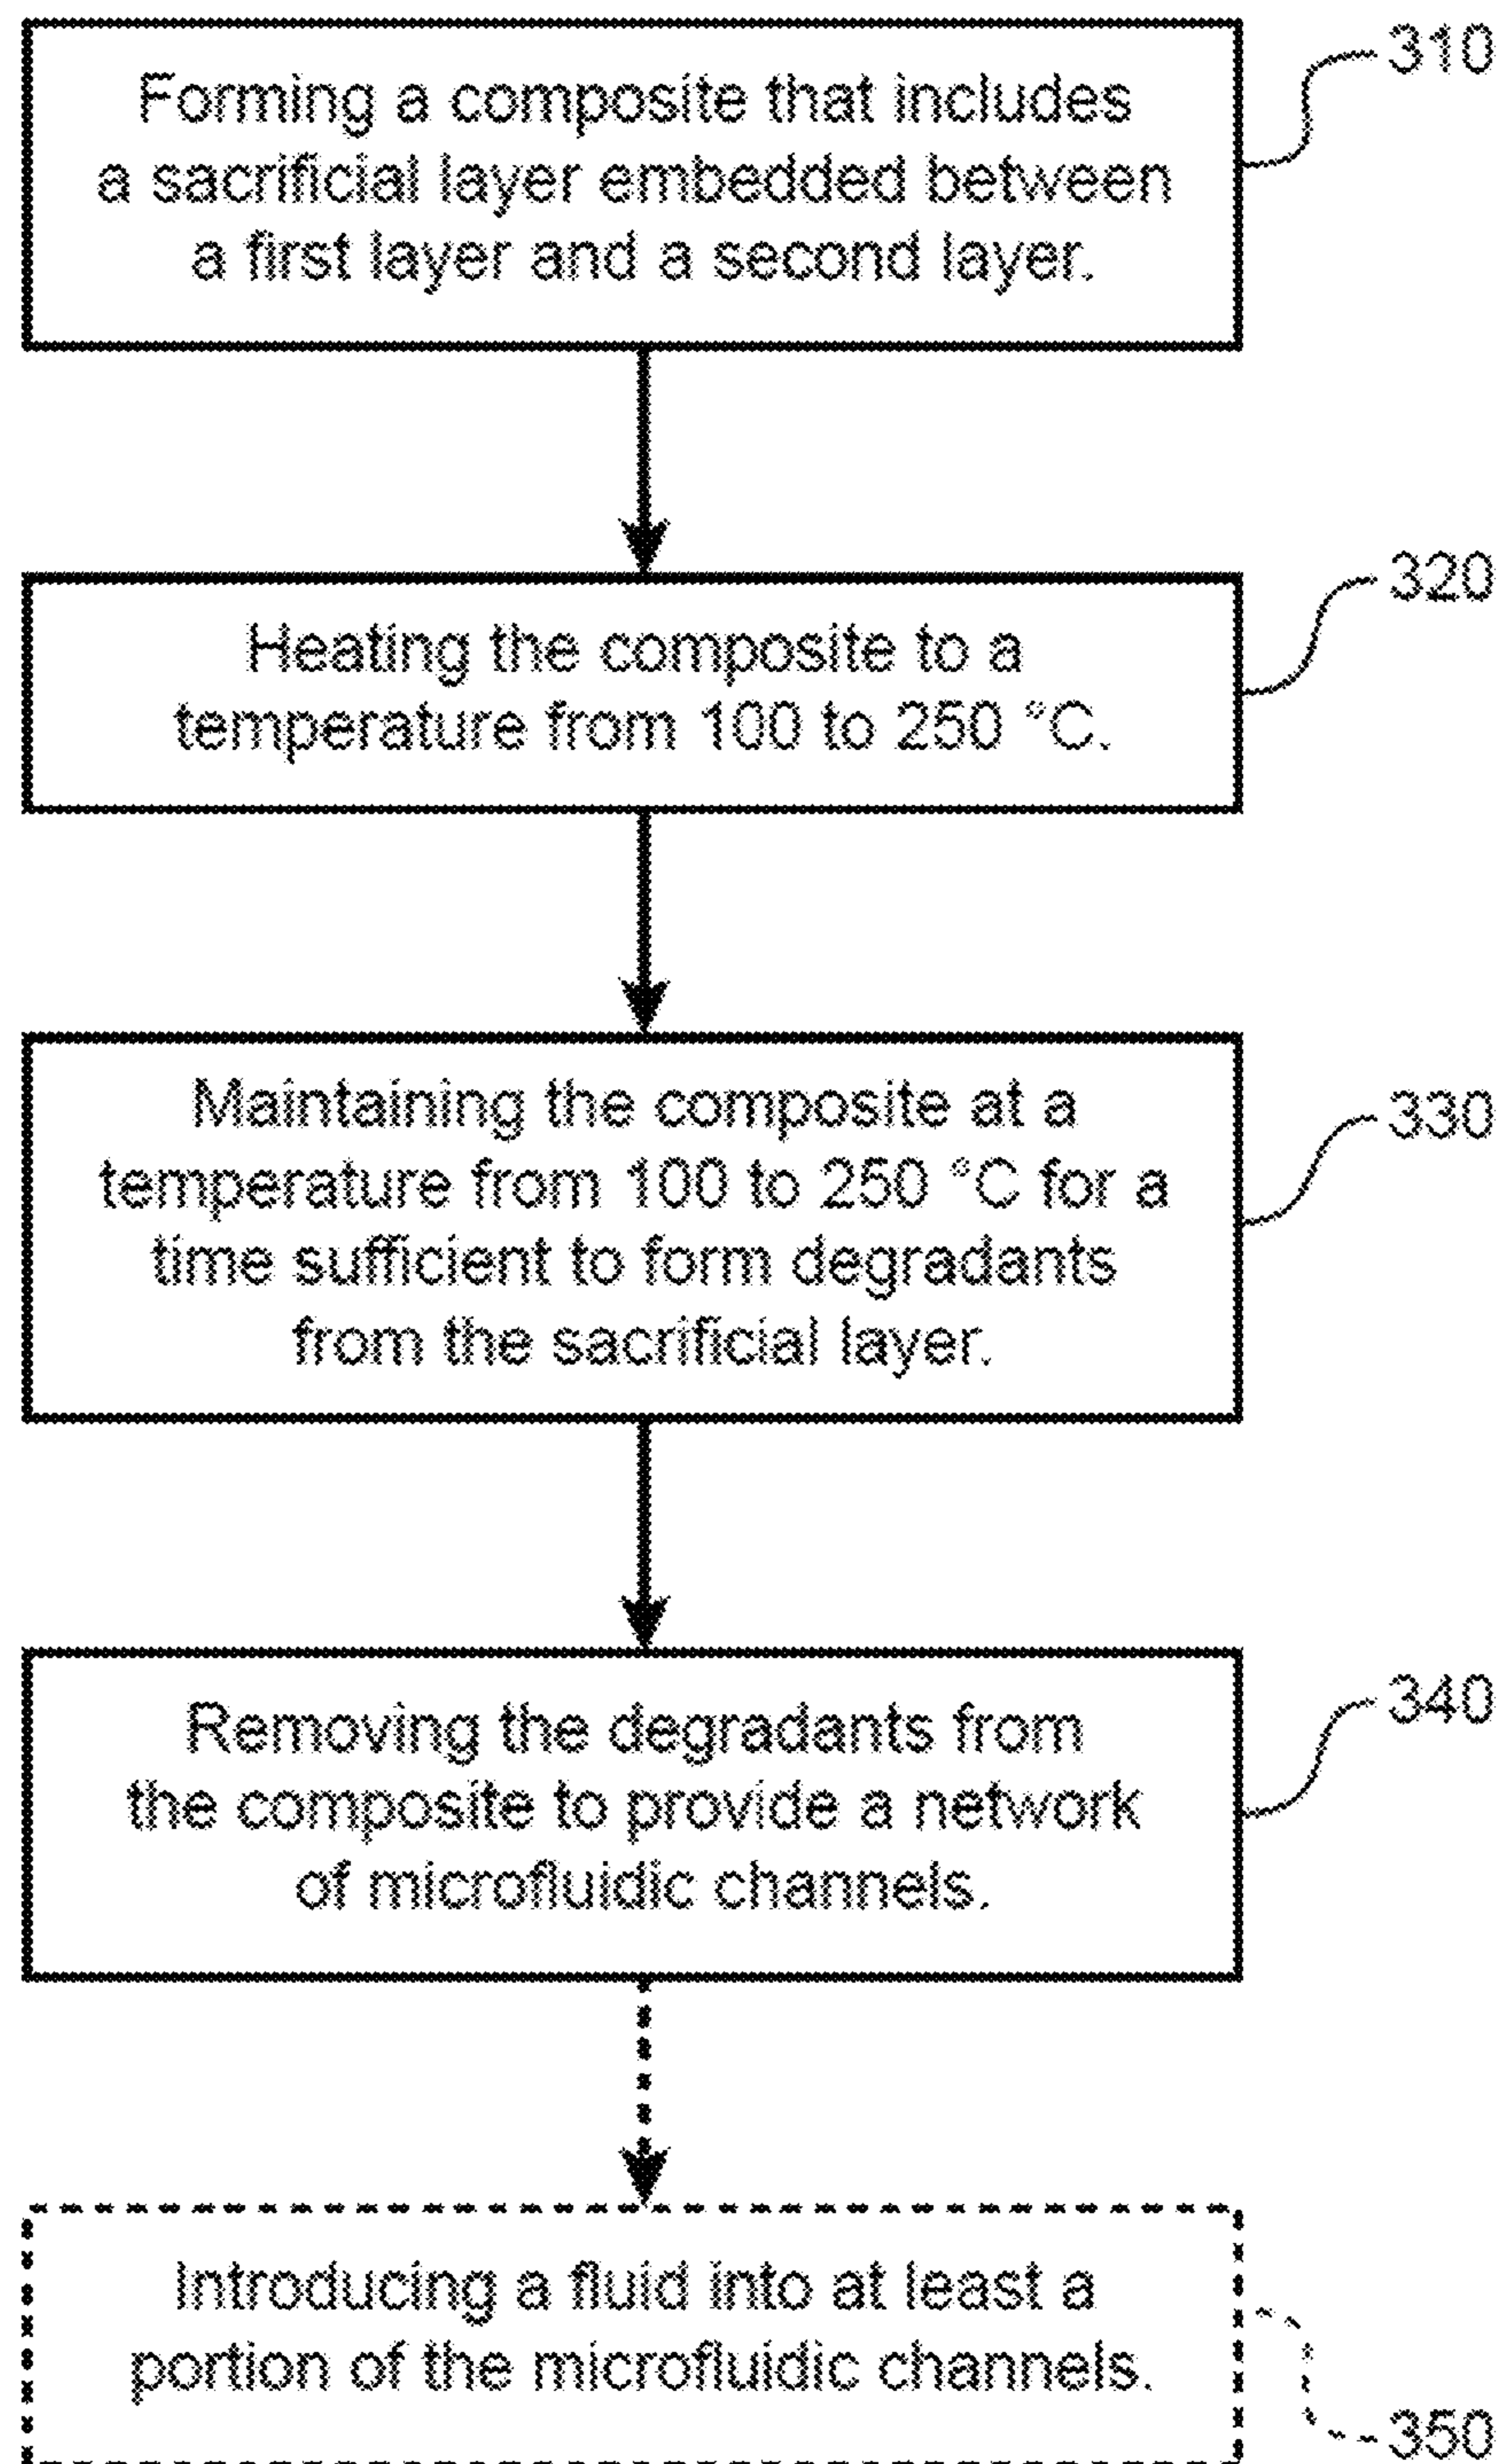 310
Forming a composite that includes
a sacrificial layer embedded between
a first layer and a second layer.
320
Heating the composite to a
temperature from 100 to 250 °C.
330
Maintaining the composite at a
temperature from 100 to 250 °C for a
time sufficient to form degradants
from the sacrificial layer.
340
Removing the degradants from
the composite to provide a network
of microfluidic channels.
Introducing a fluid into at least a
portion of the microfluidic channels.
350